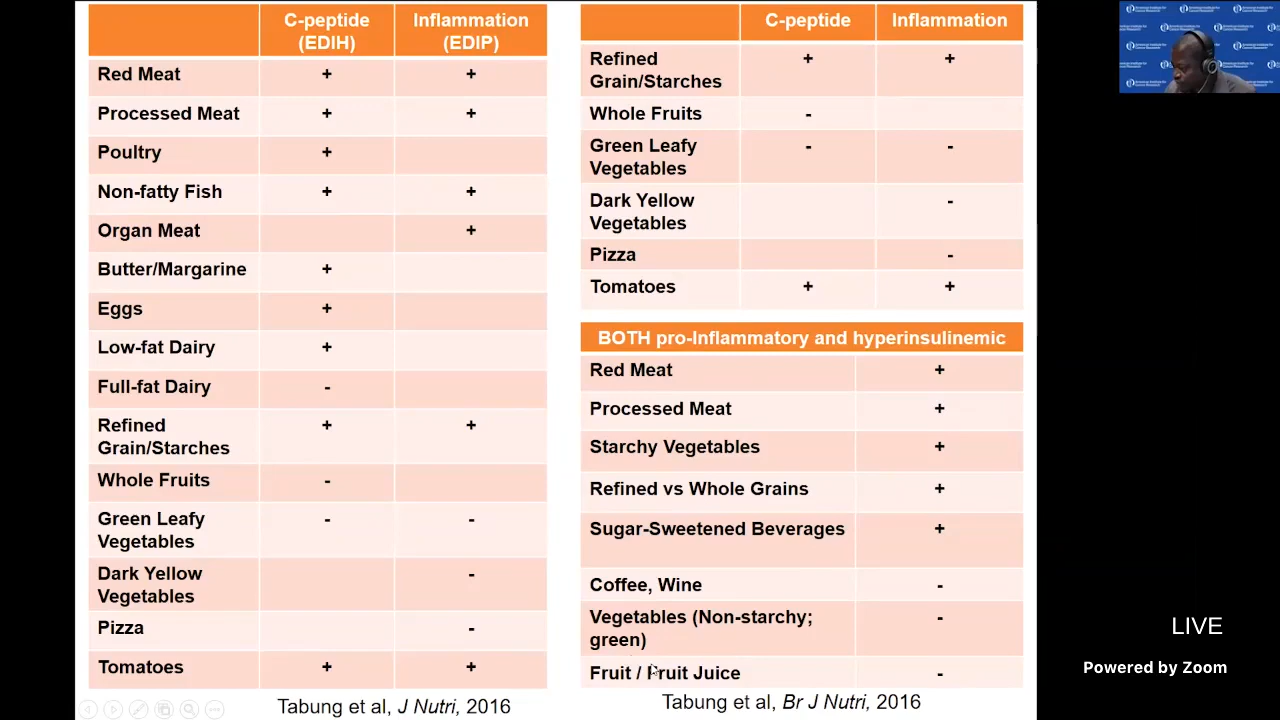 C-peptide (EDIH) Inflammation (EDIP)
Red Meat + +
Processed Meat + +
Poultry +
Non-fatty Fish + +
Organ Meat +
Butter/Margarine +
Eggs +
Low-fat Dairy +
Full-fat Dairy -
Refined Grain/Starches + +
Whole Fruits -
Green Leafy Vegetables - -
Dark Yellow Vegetables -
Pizza -
Tomatoes + +
Tabung et al, J Nutri, 2016
C-peptide Inflammation
Refined Grain/Starches + +
Whole Fruits -
Green Leafy Vegetables - -
Dark Yellow Vegetables -
Pizza -
Tomatoes + +
BOTH pro-Inflammatory and hyperinsulinemic
Red Meat +
Processed Meat +
Starchy Vegetables +
Refined vs Whole Grains +
Sugar-Sweetened Beverages +
Coffee, Wine -
Vegetables (Non-starchy; green) -
Fruit / Fruit Juice -
Tabung et al, Br J Nutri, 2016
LIVE
Powered by Zoom